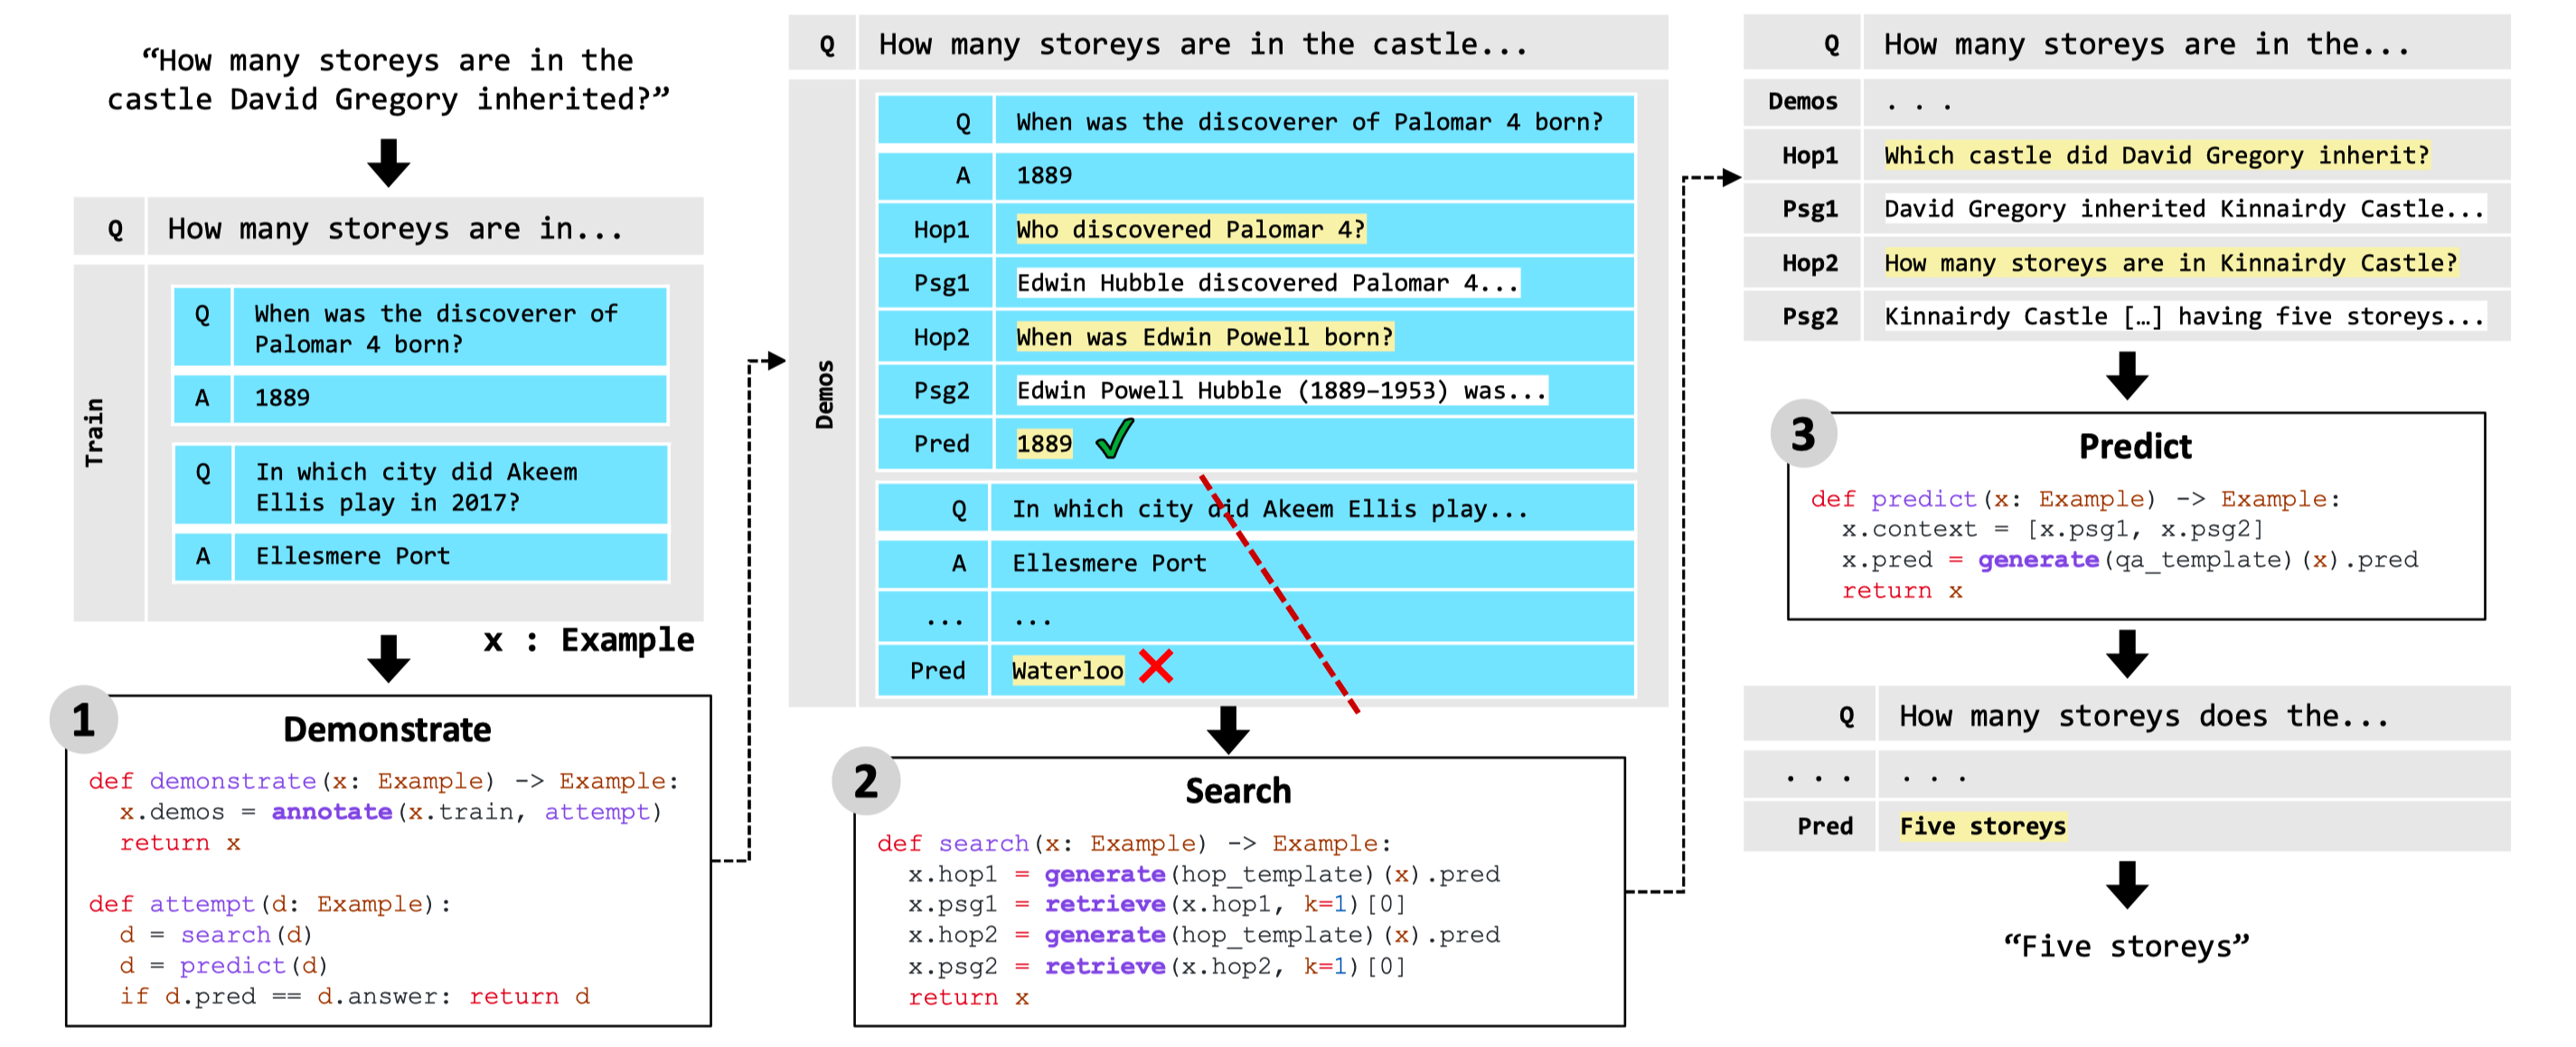 “How many storeys are in the
castle David Gregory inherited?”
Q How many storeys are in...
Train
Q When was the discoverer of
Palomar 4 born?
A 1889
Q In which city did Akeem
Ellis play in 2017?
A Ellesmere Port
x : Example
1 Demonstrate
def demonstrate(x: Example) -> Example:
x.demos = annotate(x.train, attempt)
return x
def attempt(d: Example):
d = search(d)
d = predict(d)
if d.pred == d.answer: return d
Q How many storeys are in the castle...
Demos
Q When was the discoverer of Palomar 4 born?
A 1889
Hop1 Who discovered Palomar 4?
Psg1 Edwin Hubble discovered Palomar 4...
Hop2 When was Edwin Powell born?
Psg2 Edwin Powell Hubble (1889–1953) was...
Pred 1889
Q In which city did Akeem Ellis play...
A Ellesmere Port
... ...
Pred Waterloo
2 Search
def search(x: Example) -> Example:
x.hop1 = generate(hop_template)(x).pred
x.psg1 = retrieve(x.hop1, k=1)[0]
x.hop2 = generate(hop_template)(x).pred
x.psg2 = retrieve(x.hop2, k=1)[0]
return x
Q How many storeys are in the...
Demos . . .
Hop1 Which castle did David Gregory inherit?
Psg1 David Gregory inherited Kinnairdy Castle...
Hop2 How many storeys are in Kinnairdy Castle?
Psg2 Kinnairdy Castle […] having five storeys...
3 Predict
def predict(x: Example) -> Example:
x.context = [x.psg1, x.psg2]
x.pred = generate(qa_template)(x).pred
return x
Q How many storeys does the...
. . . . . .
Pred Five storeys
“Five storeys”